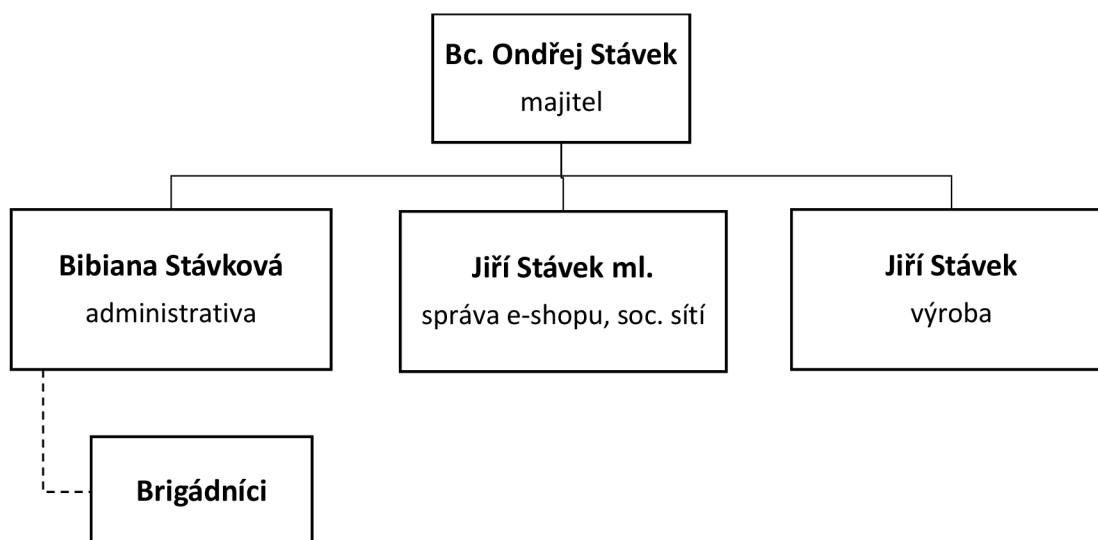 Bc. Ondřej Stávek
majitel
Bibiana Stávková
administrativa
Jiří Stávek ml.
správa e-shopu, soc. sítí
Jiří Stávek
výroba
Brigádníci